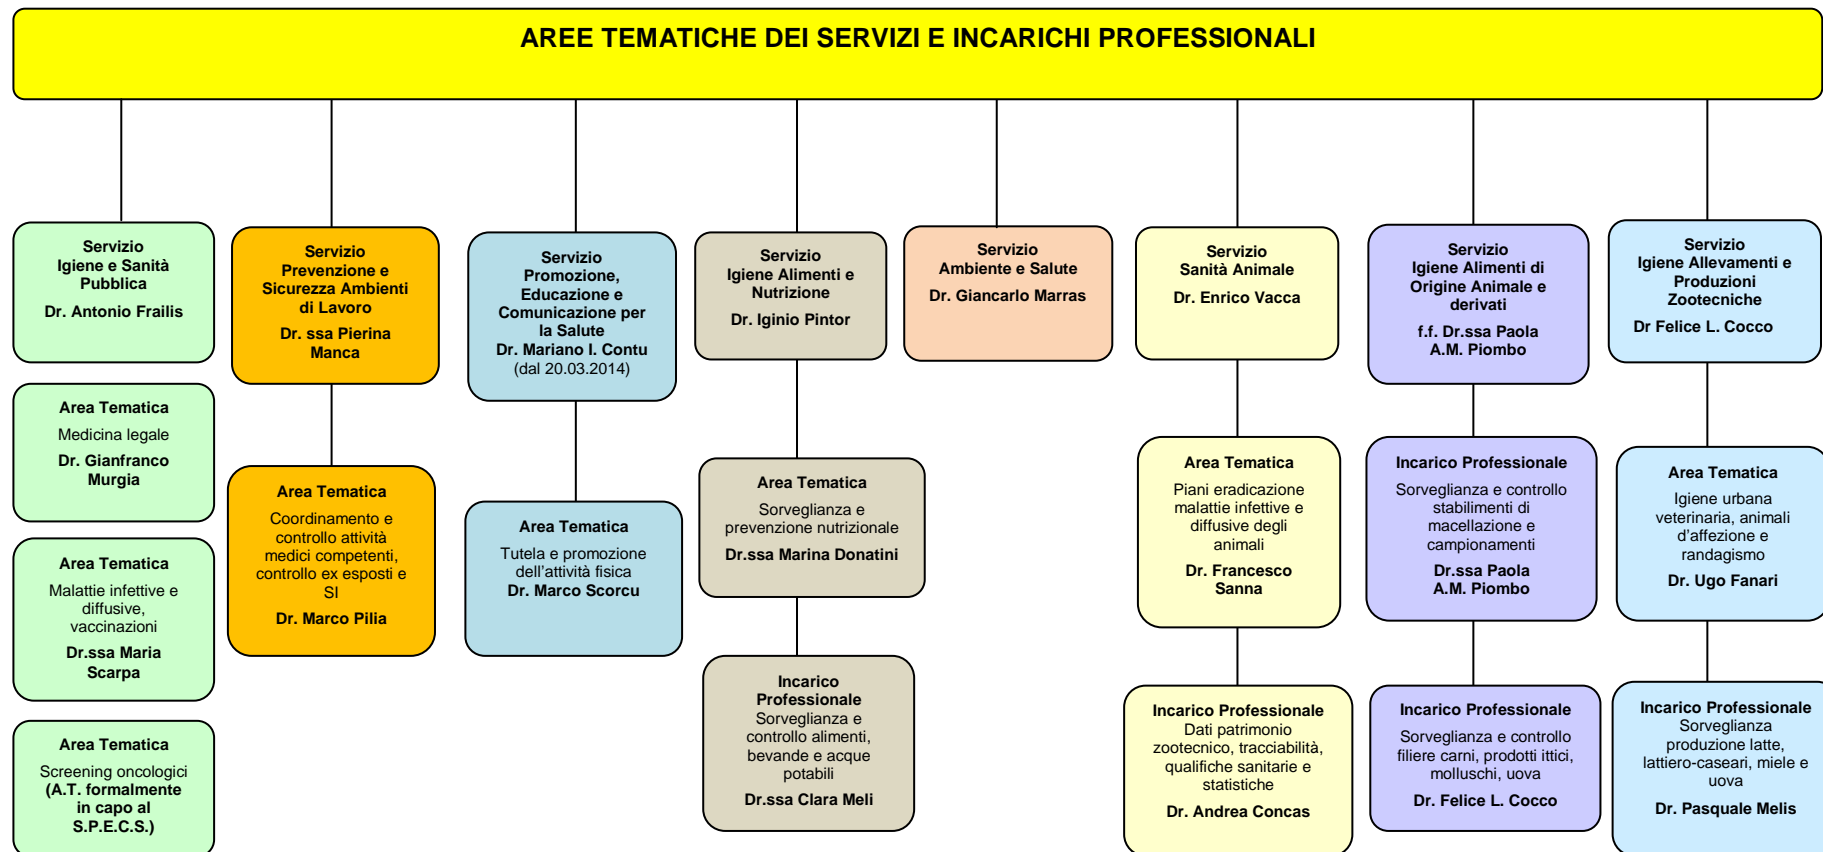 AREE TEMATICHE DEI SERVIZI E INCARICHI PROFESSIONALI
Servizio
Igiene e Sanità
Pubblica
Dr. Antonio Frailis
Area Tematica
Medicina legale
Dr. Gianfranco
Murgia
Area Tematica
Malattie infettive e
diffusive,
vaccinazioni
Dr.ssa Maria
Scarpa
Area Tematica
Screening oncologici
(A.T. formalmente
in capo al
S.P.E.C.S.)
Servizio
Prevenzione e
Sicurezza Ambienti
di Lavoro
Dr. ssa Pierina
Manca
Area Tematica
Coordinamento e
controllo attività
medici competenti,
controllo ex esposti e
SI
Dr. Marco Pilia
Servizio
Promozione,
Educazione e
Comunicazione per
la Salute
Dr. Mariano I. Contu
(dal 20.03.2014)
Area Tematica
Tutela e promozione
dell'attività fisica
Dr. Marco Scorcu
Servizio
Igiene Alimenti e
Nutrizione
Dr. Iginio Pintor
Area Tematica
Sorveglianza e
prevenzione nutrizionale
Dr.ssa Marina Donatini
Incarico
Professionale
Sorveglianza e
controllo alimenti,
bevande e acque
potabili
Dr.ssa Clara Meli
Servizio
Ambiente e Salute
Dr. Giancarlo Marras
Servizio
Sanità Animale
Dr. Enrico Vacca
Area Tematica
Piani eradicazione
malattie infettive e
diffusive degli
animali
Dr. Francesco
Sanna
Incarico Professionale
Dati patrimonio
zootecnico, tracciabilità,
qualifiche sanitarie e
statistiche
Dr. Andrea Concas
Servizio
Igiene Alimenti di
Origine Animale e
derivati
f.f. Dr.ssa Paola
A.M. Piombo
Incarico Professionale
Sorveglianza e controllo
stabilimenti di
macellazione e
campionamenti
Dr.ssa Paola
A.M. Piombo
Incarico Professionale
Sorveglianza e controllo
filiere carni, prodotti ittici,
molluschi, uova
Dr. Felice L. Cocco
Servizio
Igiene Allevamenti e
Produzioni
Zootecniche
Dr Felice L. Cocco
Area Tematica
Igiene urbana
veterinaria, animali
d'affezione e
randagismo
Dr. Ugo Fanari
Incarico Professionale
Sorveglianza
produzione latte,
lattiero-caseari, miele e
uova
Dr. Pasquale Melis